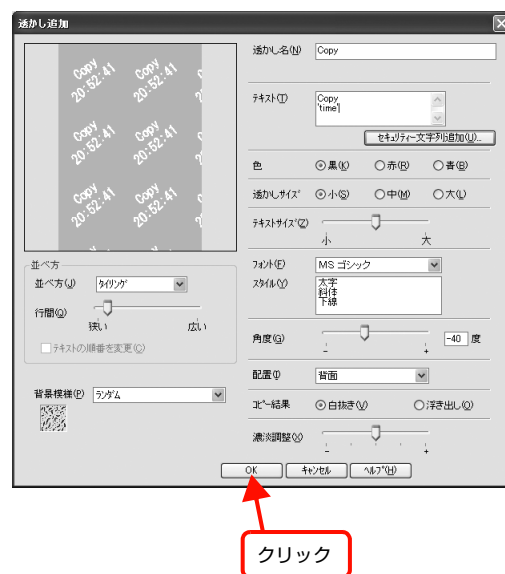 透かし追加
Copy
20:52:41
Copy
20:52:41
Copy
20:52:41
Copy
20:52:41
Copy
20:52:41
Copy
20:52:41
透かし名(N) Copy
テキスト(T) Copy
'time'
セキュリティー文字列追加(U)...
色 黒(K) 赤(R) 青(B)
透かしサイズ 小(S) 中(M) 大(L)
テキストサイズ(Z)
小 大
フォント(F) MS ゴシック
スタイル(Y) 太字
斜体
下線
角度(G) -40 度
- +
配置(I) 背面
コピー結果 白抜き(V) 浮き出し(O)
濃淡調整(X)
- +
並べ方
並べ方(J) タイリング
行間(Q)
狭い 広い
テキストの順番を変更(C)
背景模様(P) ランダム
OK キャンセル ヘルプ(H)
クリック